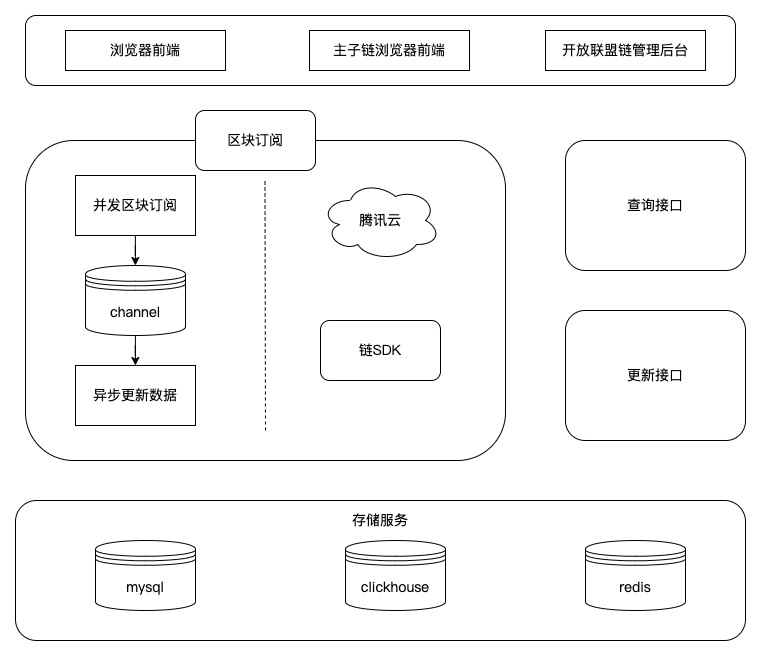 浏览器前端
主子链浏览器前端
开放联盟链管理后台
区块订阅
并发区块订阅
channel
异步更新数据
腾讯云
链SDK
查询接口
更新接口
存储服务
mysql
clickhouse
redis